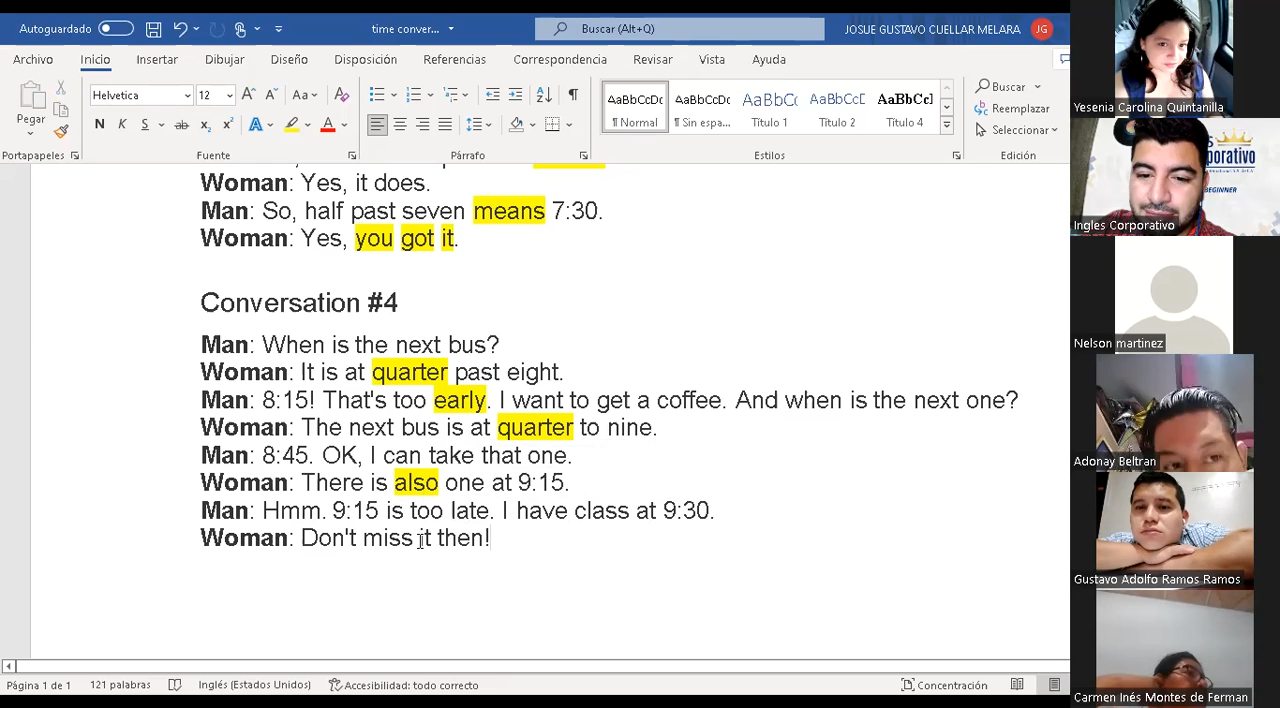 Autoguardado
time conver...
Buscar (Alt+Q)
JOSUE GUSTAVO CUELLAR MELARA
JG
Archivo Inicio Insertar Dibujar Diseño Disposición Referencias Correspondencia Revisar Vista Ayuda
Pegar
Helvetica 12
Aa
N K S ab x₂ x² A A
AaBbCcDc AaBbCcDc AaBbCc AaBbCcD AaBbCcI
¶ Normal ¶ Sin espa... Título 1 Título 2 Título 4
Buscar
Reemplazar
Seleccionar
Portapapeles Fuente Párrafo Estilos Edición
Woman: Yes, it does.
Man: So, half past seven means 7:30.
Woman: Yes, you got it.
Conversation #4
Man: When is the next bus?
Woman: It is at quarter past eight.
Man: 8:15! That's too early. I want to get a coffee. And when is the next one?
Woman: The next bus is at quarter to nine.
Man: 8:45. OK, I can take that one.
Woman: There is also one at 9:15.
Man: Hmm. 9:15 is too late. I have class at 9:30.
Woman: Don't miss it then!
Página 1 de 1 121 palabras Inglés (Estados Unidos) Accesibilidad: todo correcto Concentración
Yesenia Carolina Quintanilla
BEGINNER
Ingles Corporativo
Nelson martinez
Adonay Beltran
Gustavo Adolfo Ramos Ramos
Carmen Inés Montes de Ferman